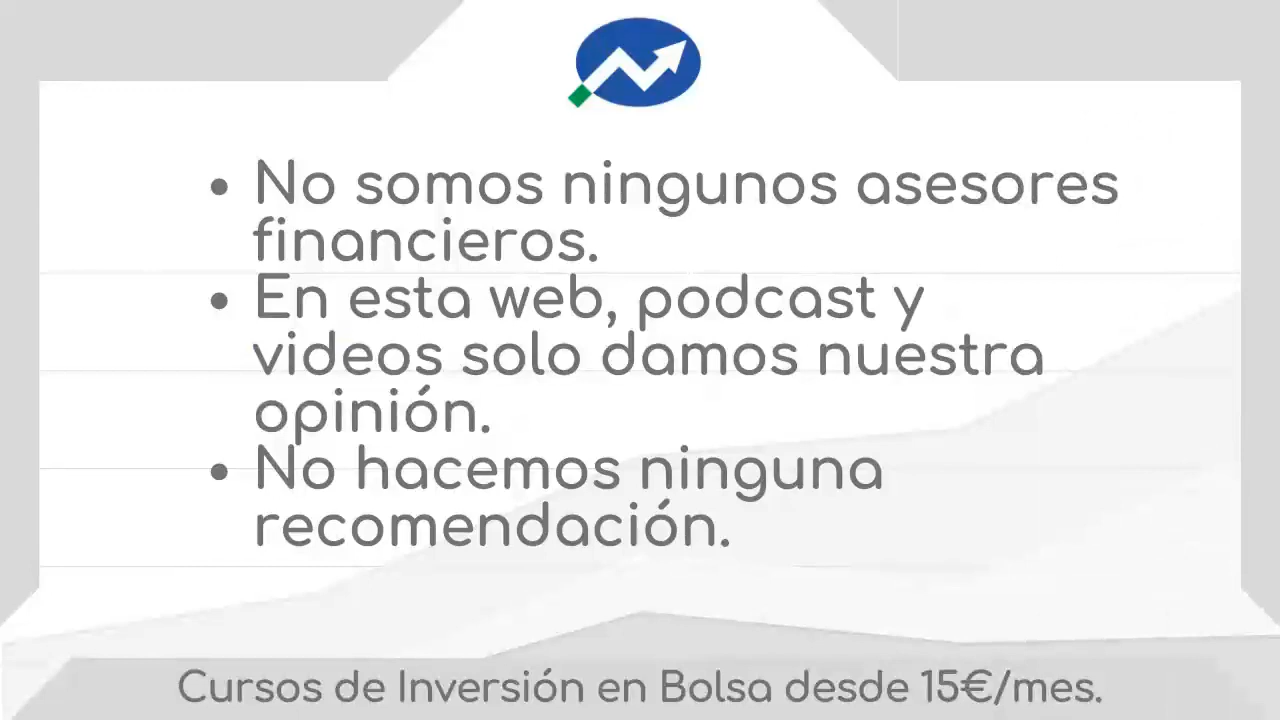 • No somos ningunos asesores
financieros.
• En esta web, podcast y
videos solo damos nuestra
opinión.
• No hacemos ninguna
recomendación.
Cursos de Inversión en Bolsa desde 15€/mes.